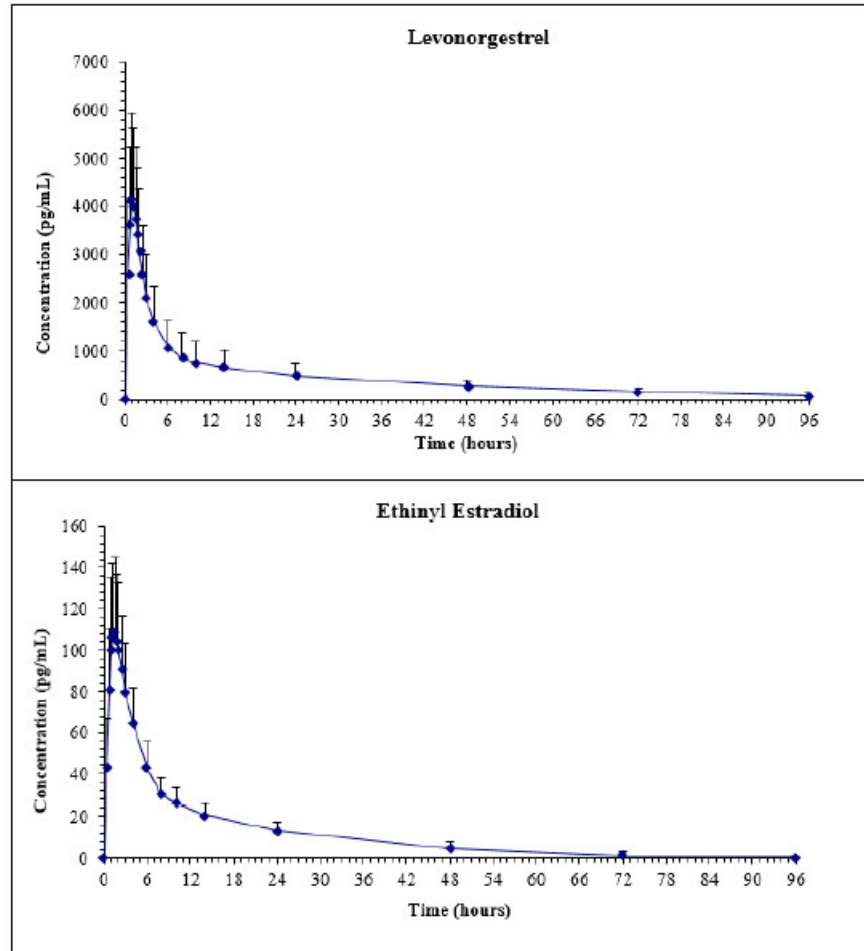 Levonorgestrel
7000
6000
5000
4000
3000
2000
1000
0
Concentration (pg/mL)
0 6 12 18 24 30 36 42 48 54 60 66 72 78 84 90 96
Time (hours)
Ethinyl Estradiol
160
140
120
100
80
60
40
20
0
Concentration (pg/mL)
0 6 12 18 24 30 36 42 48 54 60 66 72 78 84 90 96
Time (hours)